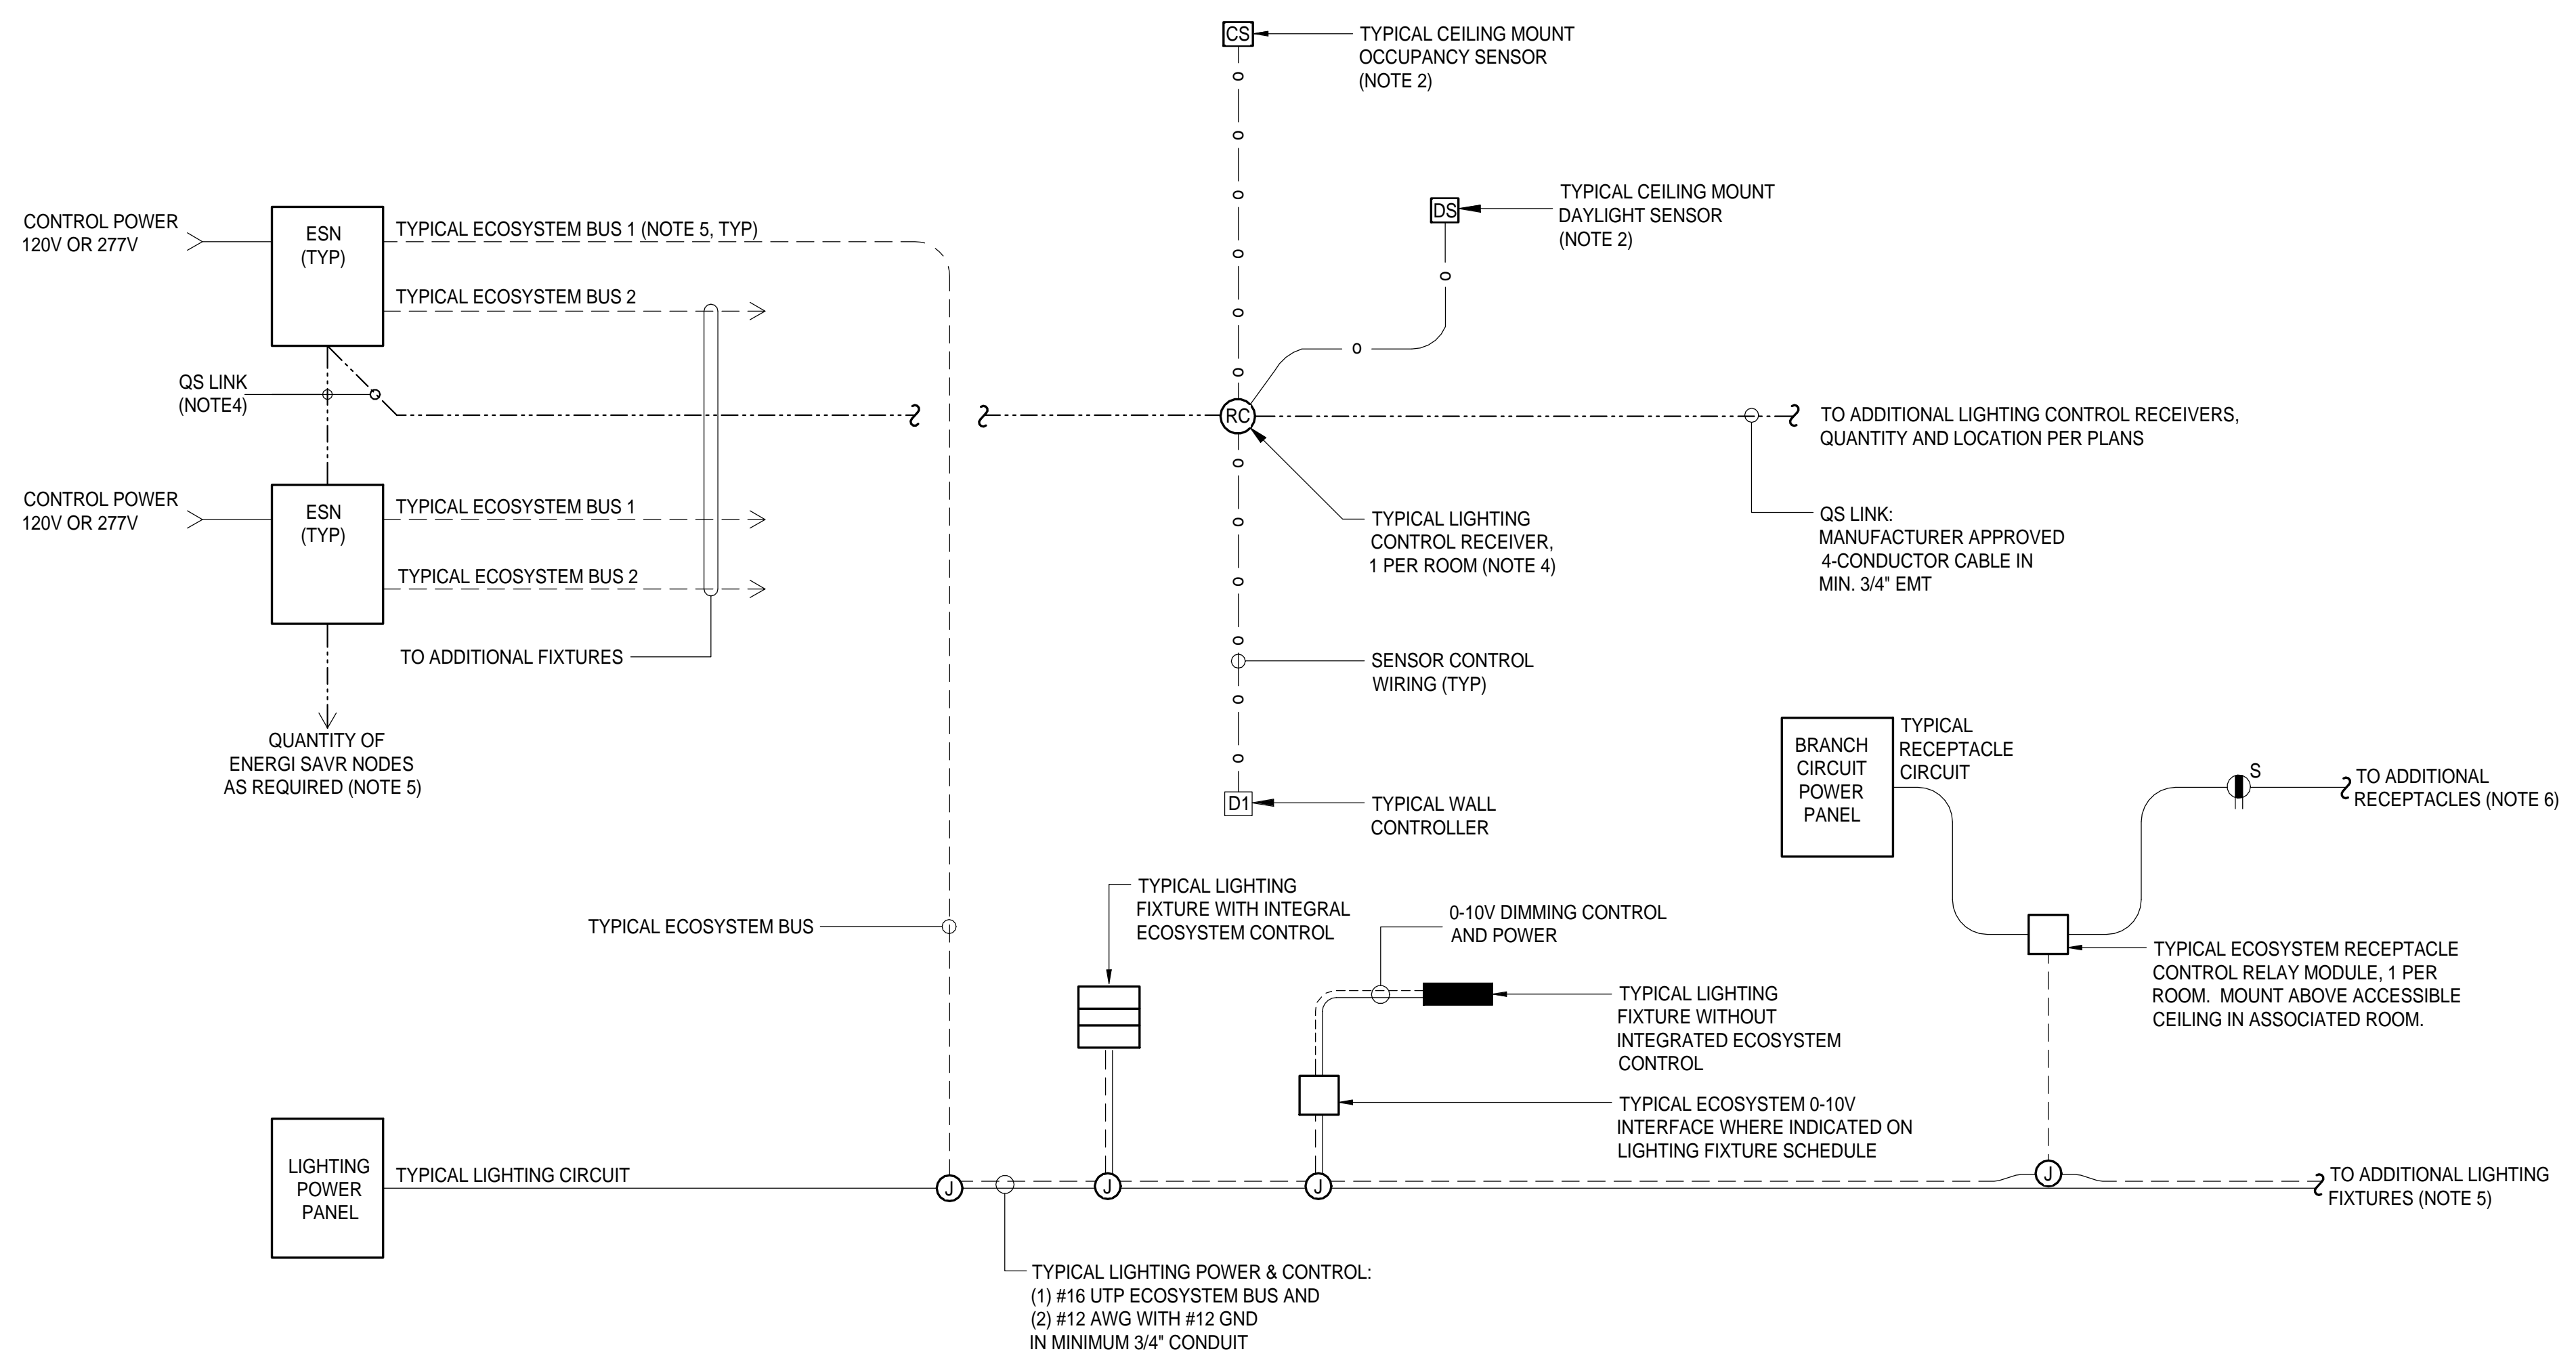 CS
TYPICAL CEILING MOUNT
OCCUPANCY SENSOR
(NOTE 2)
DS
TYPICAL CEILING MOUNT
DAYLIGHT SENSOR
(NOTE 2)
CONTROL POWER
120V OR 277V
ESN
(TYP)
TYPICAL ECOSYSTEM BUS 1 (NOTE 5, TYP)
TYPICAL ECOSYSTEM BUS 2
QS LINK
(NOTE4)
RC
TO ADDITIONAL LIGHTING CONTROL RECEIVERS,
QUANTITY AND LOCATION PER PLANS
CONTROL POWER
120V OR 277V
ESN
(TYP)
TYPICAL ECOSYSTEM BUS 1
TYPICAL ECOSYSTEM BUS 2
TO ADDITIONAL FIXTURES
TYPICAL LIGHTING
CONTROL RECEIVER,
1 PER ROOM (NOTE 4)
QS LINK:
MANUFACTURER APPROVED
4-CONDUCTOR CABLE IN
MIN. 3/4" EMT
SENSOR CONTROL
WIRING (TYP)
QUANTITY OF
ENERGI SAVR NODES
AS REQUIRED (NOTE 5)
D1
TYPICAL WALL
CONTROLLER
BRANCH
CIRCUIT
POWER
PANEL
TYPICAL
RECEPTACLE
CIRCUIT
S
TO ADDITIONAL
RECEPTACLES (NOTE 6)
TYPICAL ECOSYSTEM BUS
TYPICAL LIGHTING
FIXTURE WITH INTEGRAL
ECOSYSTEM CONTROL
0-10V DIMMING CONTROL
AND POWER
TYPICAL LIGHTING
FIXTURE WITHOUT
INTEGRATED ECOSYSTEM
CONTROL
TYPICAL ECOSYSTEM RECEPTACLE
CONTROL RELAY MODULE, 1 PER
ROOM. MOUNT ABOVE ACCESSIBLE
CEILING IN ASSOCIATED ROOM.
TYPICAL ECOSYSTEM 0-10V
INTERFACE WHERE INDICATED ON
LIGHTING FIXTURE SCHEDULE
LIGHTING
POWER
PANEL
TYPICAL LIGHTING CIRCUIT
J
J
J
J
TO ADDITIONAL LIGHTING
FIXTURES (NOTE 5)
TYPICAL LIGHTING POWER & CONTROL:
(1) #16 UTP ECOSYSTEM BUS AND
(2) #12 AWG WITH #12 GND
IN MINIMUM 3/4" CONDUIT